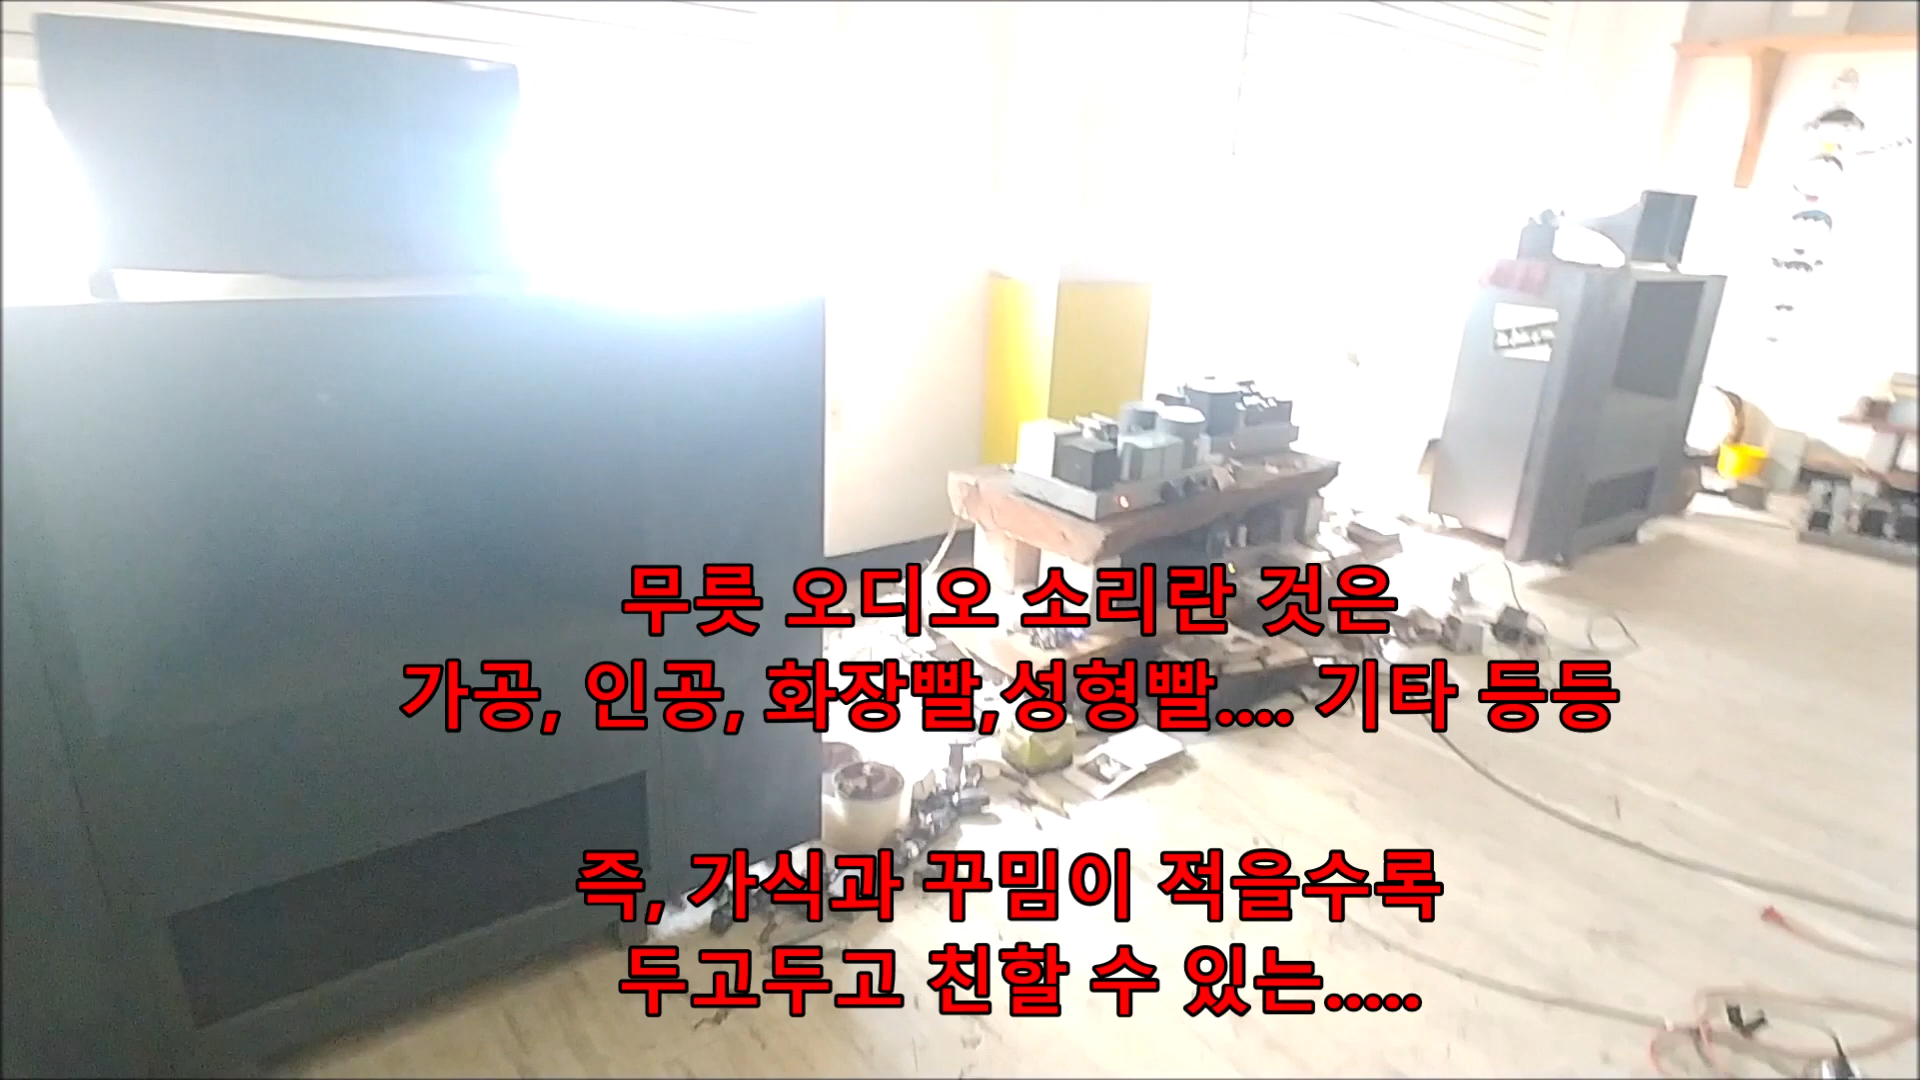 무릇 오디오 소리란 것은
가공, 인공, 화장빨,성형빨.... 기타 등등
즉, 가식과 꾸밈이 적을수록
두고두고 친할 수 있는.....